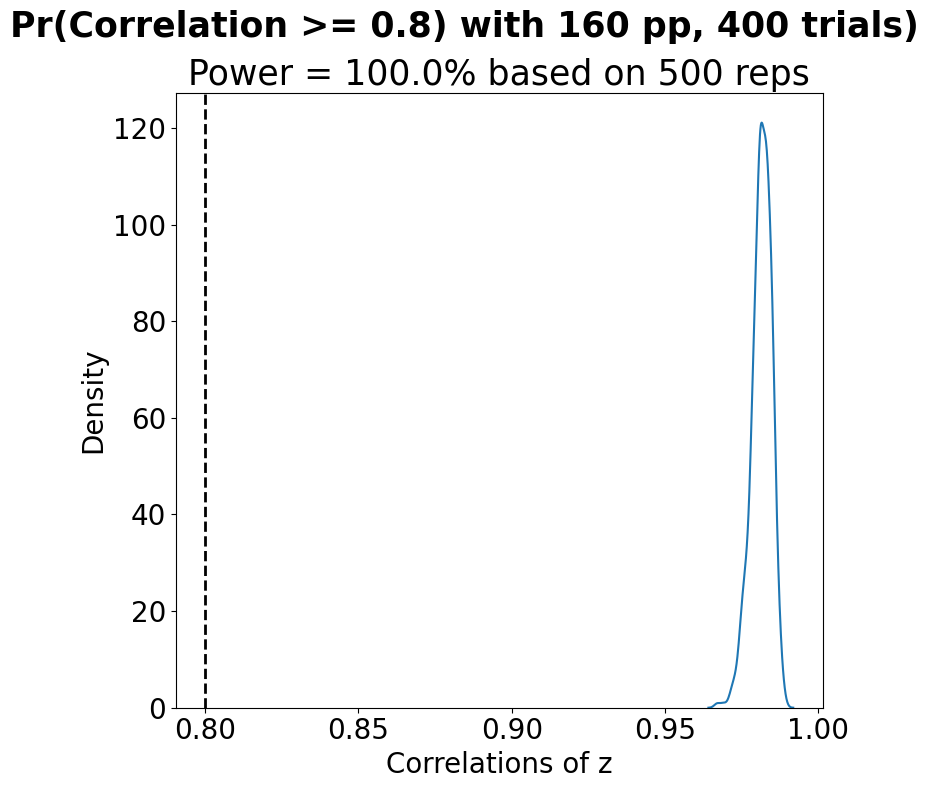 Pr(Correlation >= 0.8) with 160 pp, 400 trials)
Power = 100.0% based on 500 reps
120
100
80
60
40
20
0
Density
0.80 0.85 0.90 0.95 1.00
Correlations of z